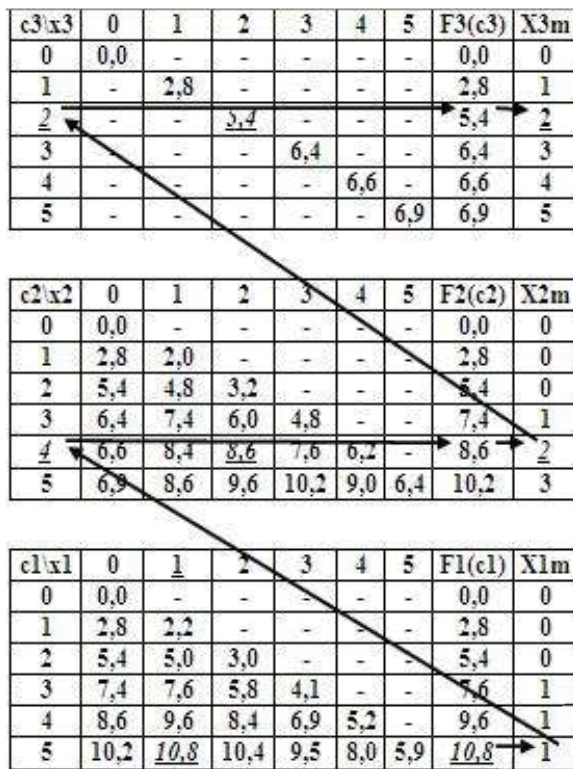 c3\x3 0 1 2 3 4 5 F3(c3) X3m
0 0,0 - - - - - 0,0 0
1 - 2,8 - - - - 2,8 1
2 - - 5,4 - - - 5,4 2
3 - - - 6,4 - - 6,4 3
4 - - - - 6,6 - 6,6 4
5 - - - - - 6,9 6,9 5
c2\x2 0 1 2 3 4 5 F2(c2) X2m
0 0,0 - - - - - 0,0 0
1 2,8 2,0 - - - - 2,8 0
2 5,4 4,8 3,2 - - - 5,4 0
3 6,4 7,4 6,0 4,8 - - 7,4 1
4 6,6 8,4 8,6 7,6 6,2 - 8,6 2
5 6,9 8,6 9,6 10,2 9,0 6,4 10,2 3
c1\x1 0 1 2 3 4 5 F1(c1) X1m
0 0,0 - - - - - 0,0 0
1 2,8 2,2 - - - - 2,8 0
2 5,4 5,0 3,0 - - - 5,4 0
3 7,4 7,6 5,8 4,1 - - 7,6 1
4 8,6 9,6 8,4 6,9 5,2 - 9,6 1
5 10,2 10,8 10,4 9,5 8,0 5,9 10,8 1